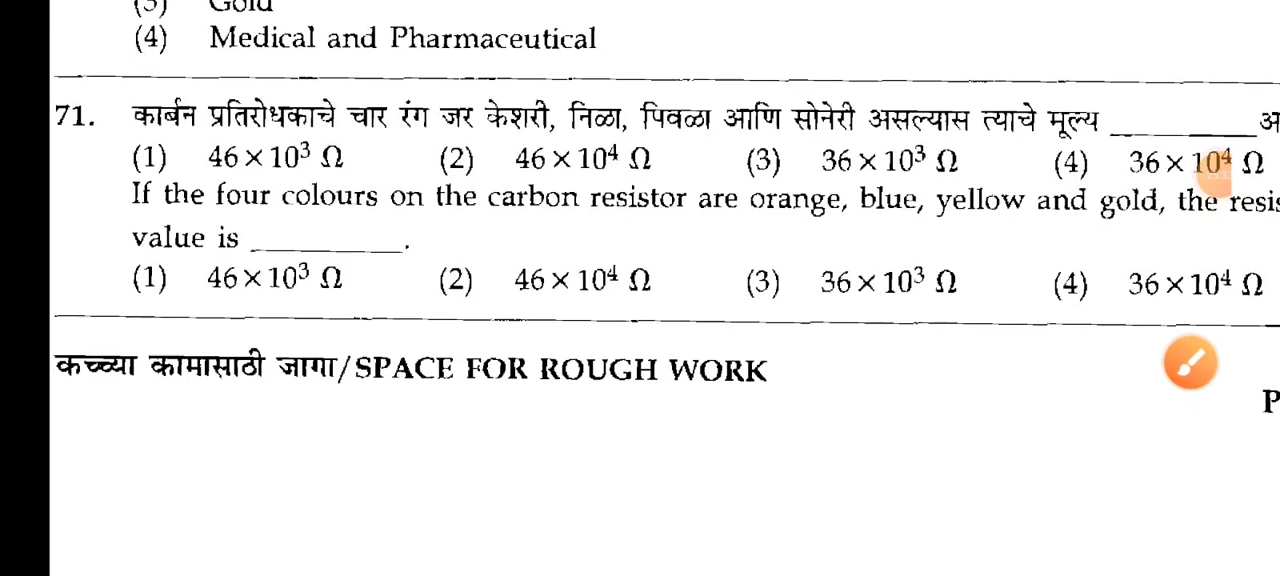 (3) Gold
(4) Medical and Pharmaceutical
71. कार्बन प्रतिरोधकाचे चार रंग जर केशरी, निळा, पिवळा आणि सोनेरी असल्यास त्याचे मूल्य ________ अ
(1) 46 × 10³ Ω (2) 46 × 10⁴ Ω (3) 36 × 10³ Ω (4) 36 × 10⁴ Ω
If the four colours on the carbon resistor are orange, blue, yellow and gold, the resis
value is ________.
(1) 46 × 10³ Ω (2) 46 × 10⁴ Ω (3) 36 × 10³ Ω (4) 36 × 10⁴ Ω
कच्च्या कामासाठी जागा/SPACE FOR ROUGH WORK
P